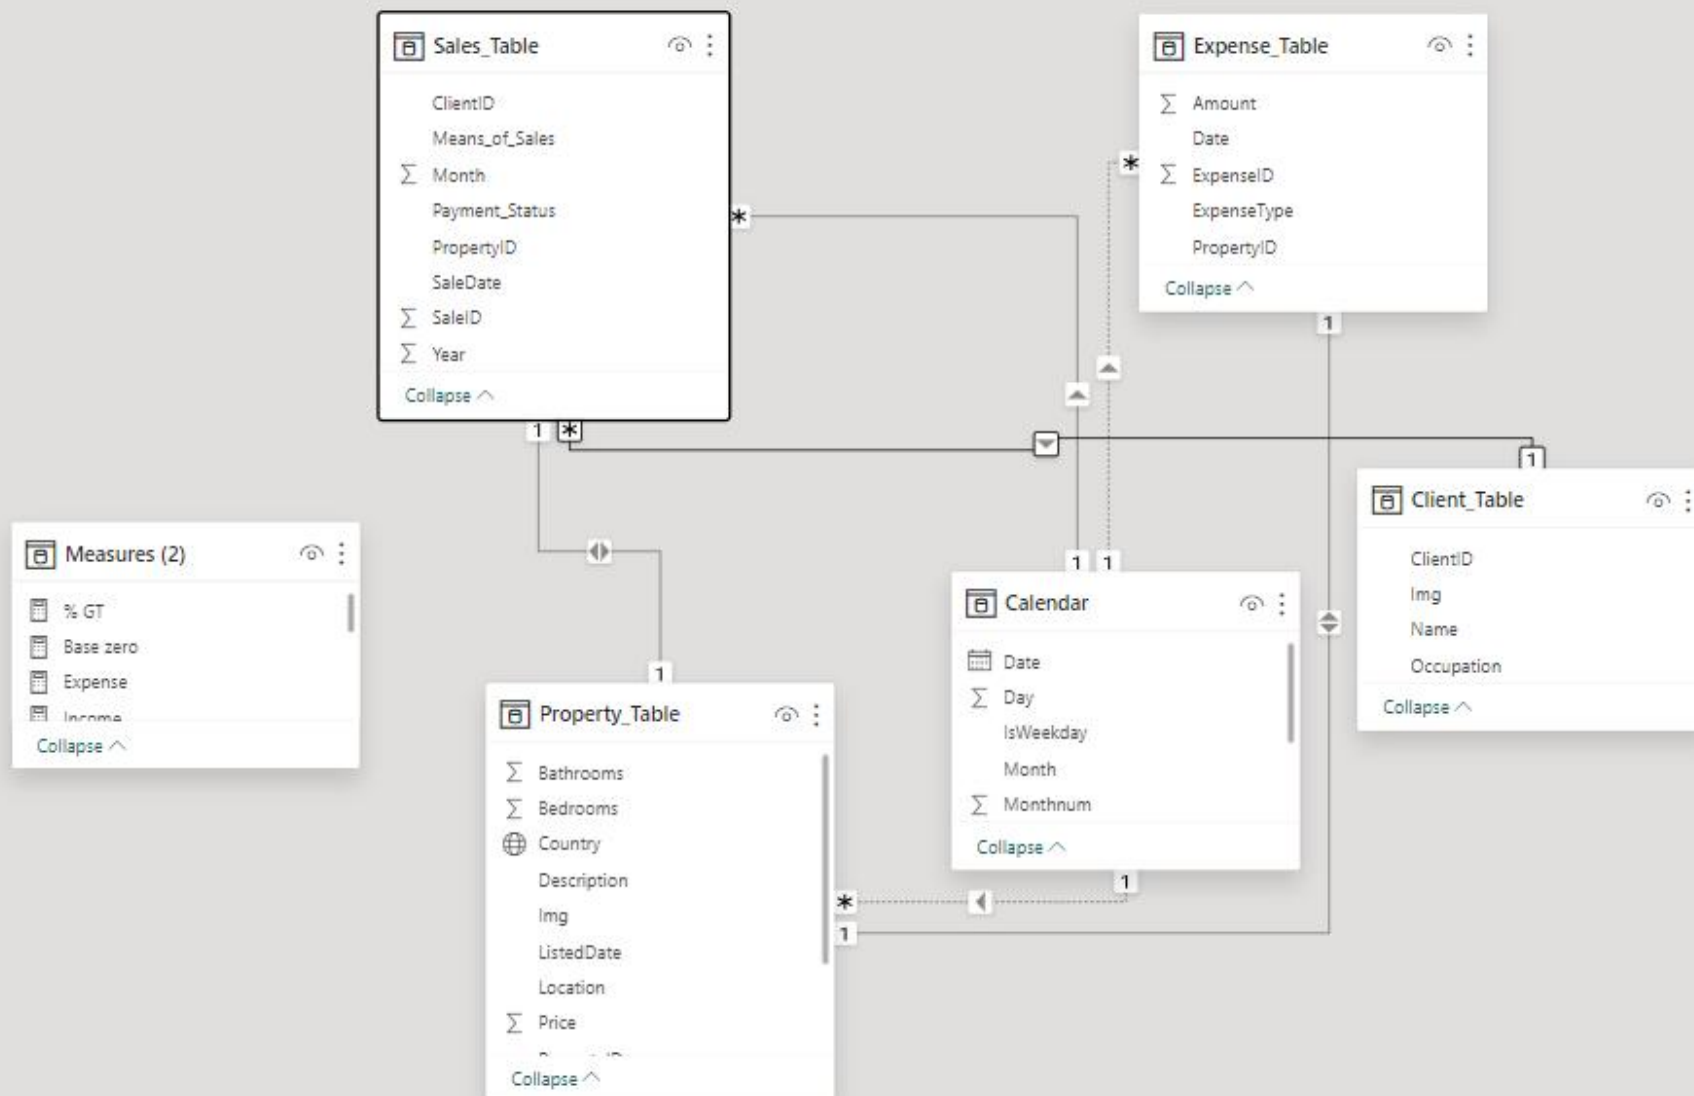 Sales_Table
ClientID
Means_of_Sales
Σ Month
Payment_Status
PropertyID
SaleDate
Σ SaleID
Σ Year
Collapse
1 *
*
Expense_Table
Σ Amount
Date
Σ ExpenseID
ExpenseType
PropertyID
Collapse
*
1
Measures (2)
% GT
Base zero
Expense
Income
Collapse
1
Property_Table
Σ Bathrooms
Σ Bedrooms
Country
Description
Img
ListedDate
Location
Σ Price
Collapse
*
1
1 1
Calendar
Date
Σ Day
IsWeekday
Month
Σ Monthnum
Collapse
1
1
Client_Table
ClientID
Img
Name
Occupation
Collapse